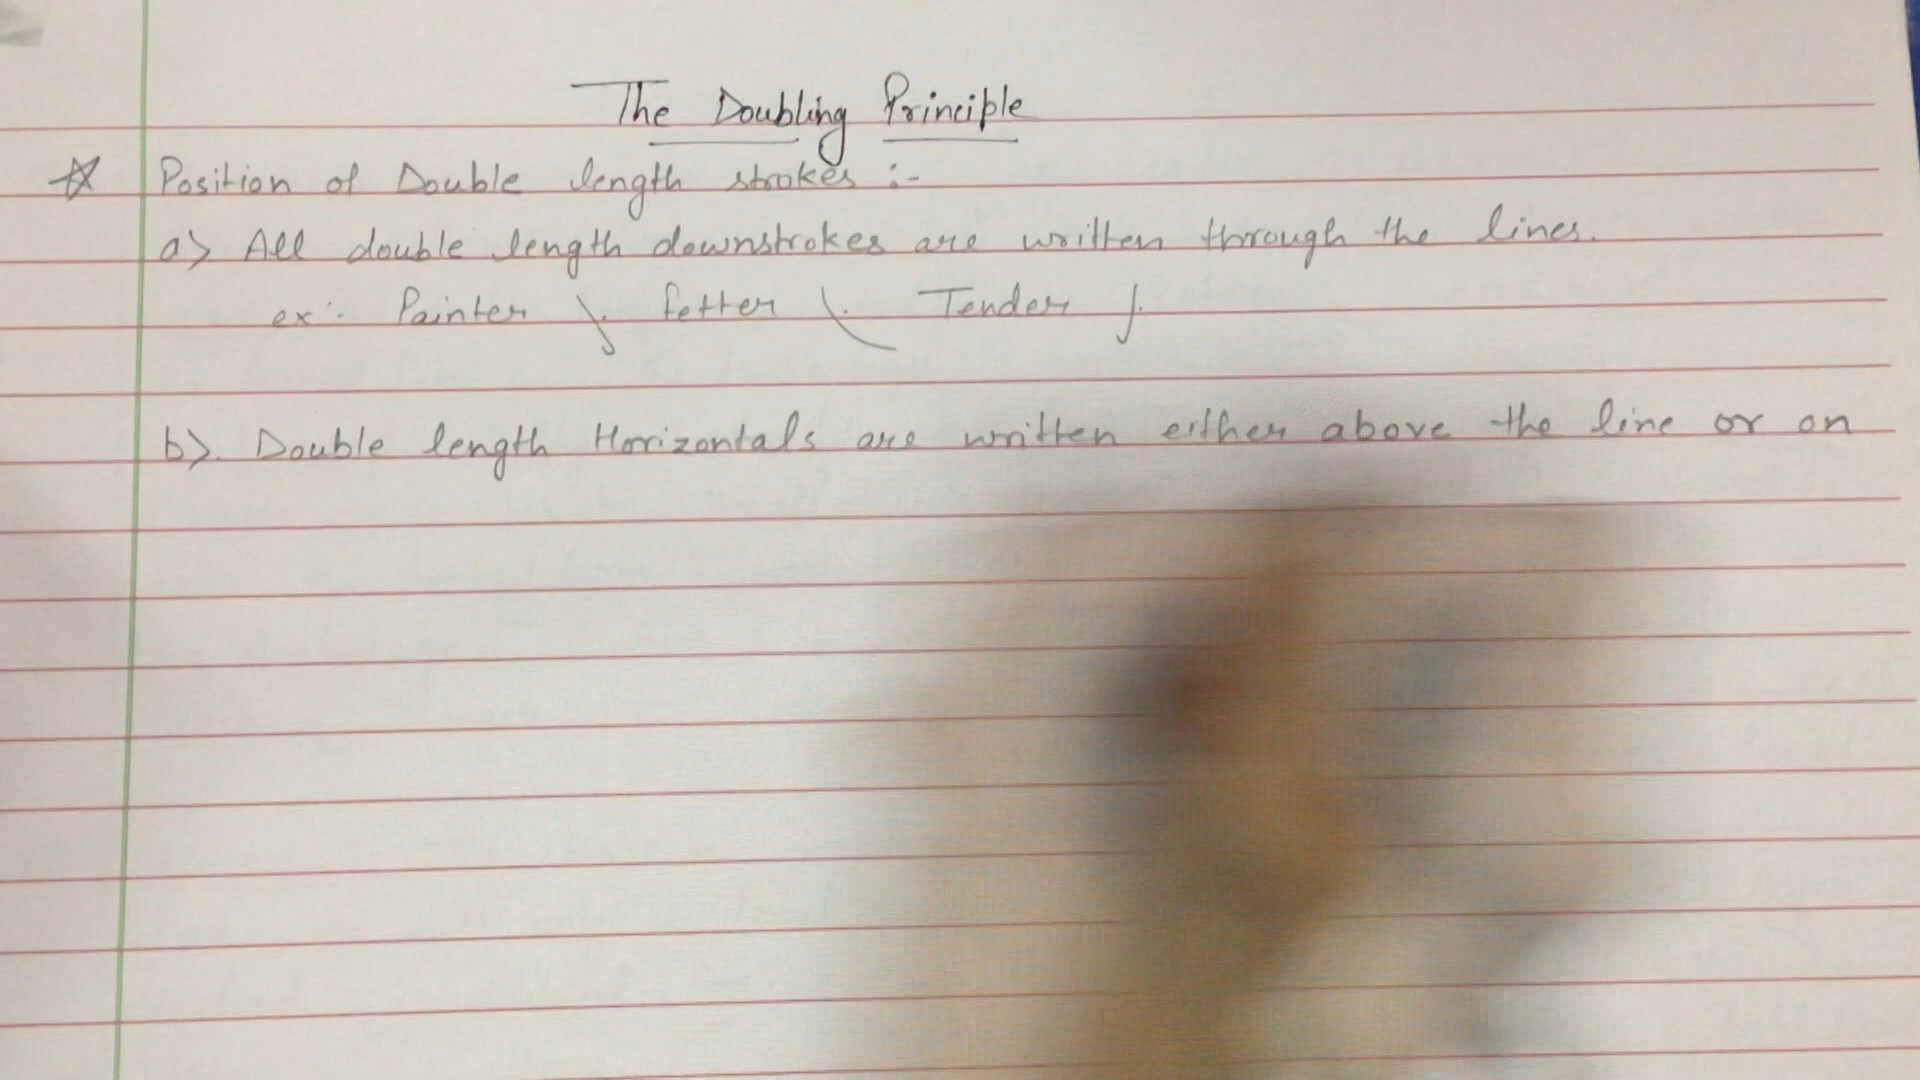 The Doubling Principle
☆ Position of Double length strokes :-
a) All double length downstrokes are written through the lines.
ex: Painter fetter Tender
b). Double length Horizontals are written either above the line or on